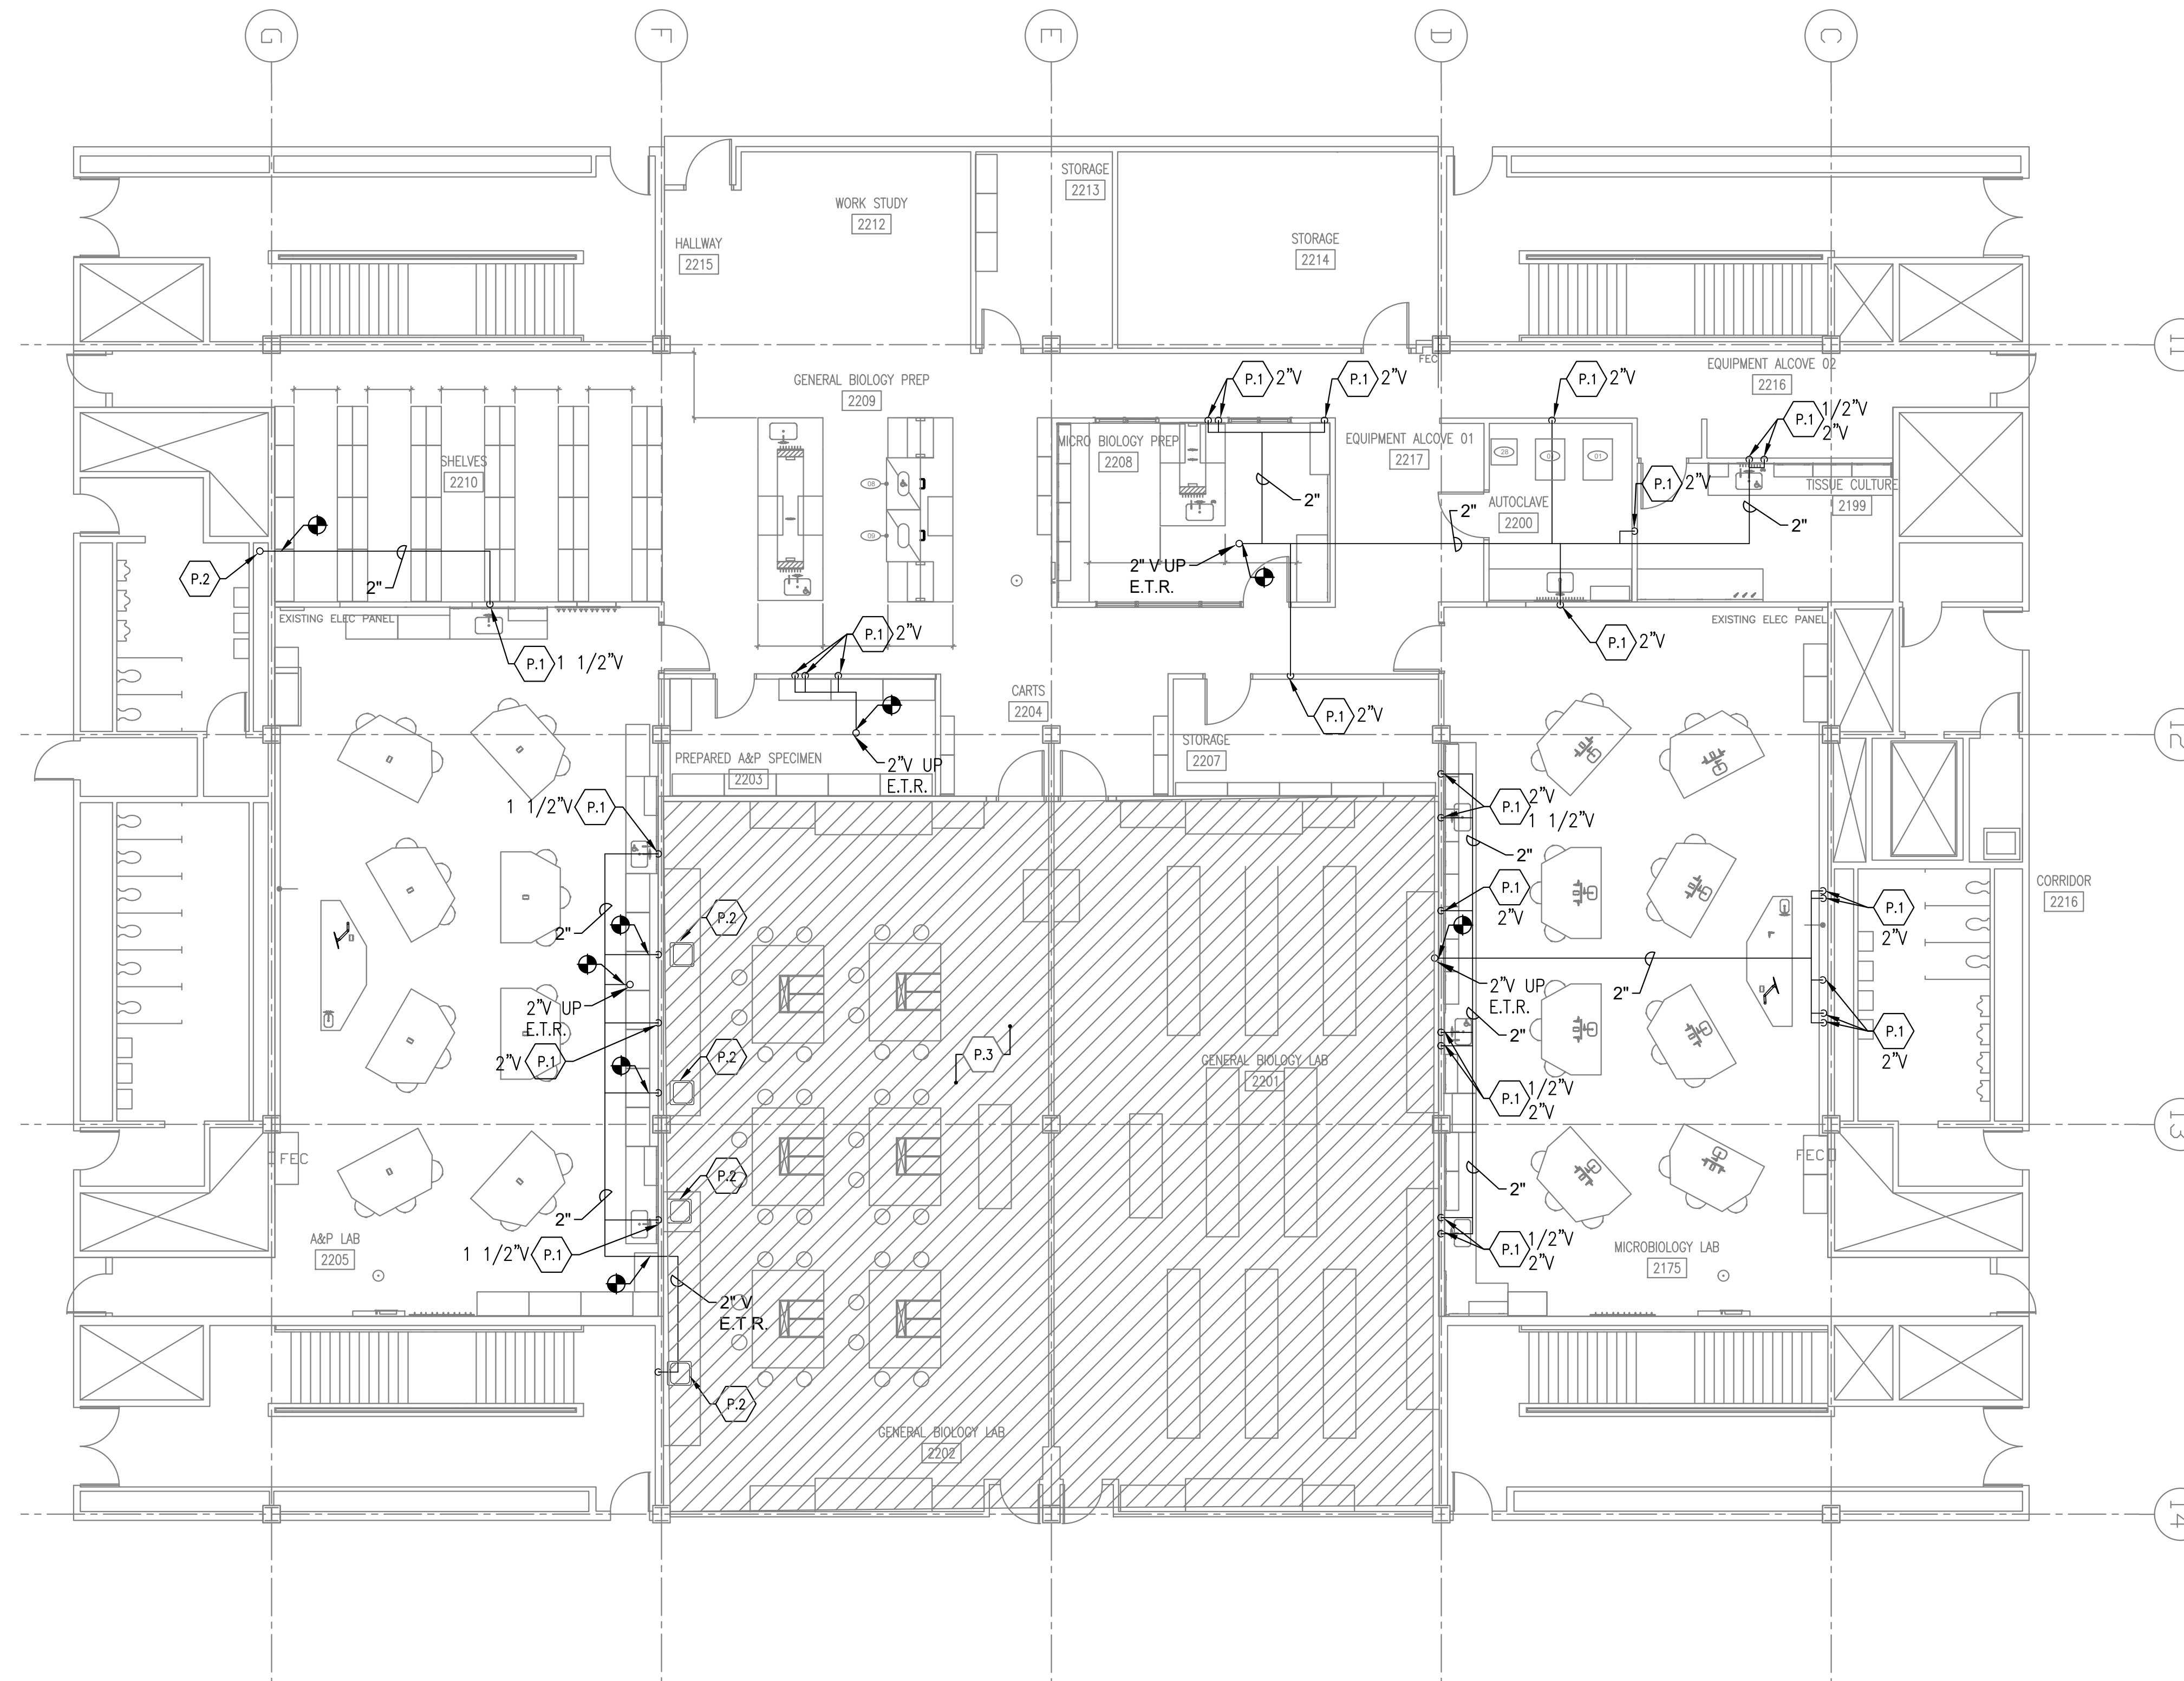 G
F
E
D
C
STORAGE
2213
WORK STUDY
2212
HALLWAY
2215
STORAGE
2214
11
FEC
EQUIPMENT ALCOVE 02
2216
GENERAL BIOLOGY PREP
2209
P.1 2"V
P.1 2"V
P.1 2"V
P.1 1/2"V
2"V
MICRO BIOLOGY PREP
2208
EQUIPMENT ALCOVE 01
2217
SHELVES
2210
28
01
08
09
P.1 2"V
TISSUE CULTURE
2199
2"
2"
AUTOCLAVE
2200
2"
P.2
2"
2" V UP
E.T.R.
EXISTING ELEC PANEL
EXISTING ELEC PANEL
P.1 2"V
P.1 2"V
P.1 1 1/2"V
CARTS
2204
P.1 2"V
12
STORAGE
2207
PREPARED A&P SPECIMEN
2203
2"V UP
E.T.R.
1 1/2"V P.1
P.1 2"V
1 1/2"V
2"
P.1
2"V
CORRIDOR
2216
P.2
P.1
2"V
2"
2"V UP
E.T.R.
2"
2"V UP
E.T.R.
2"
2"V P.1
P.2
P.3
GENERAL BIOLOGY LAB
2201
P.1
2"V
P.1 1/2"V
2"V
13
FEC
FEC
P.2
2"
2"
A&P LAB
2205
1 1/2"V P.1
P.1 1/2"V
2"V
MICROBIOLOGY LAB
2175
2" V
E.T.R.
P.2
GENERAL BIOLOGY LAB
2202
14